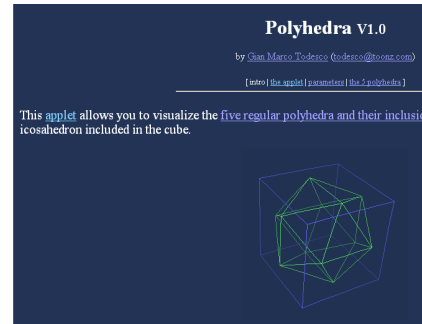 Polyhedra V1.0
by Gian Marco Todesco (todesco@toonz.com)
[ intro | the applet | parameters | the 5 polyhedra ]
This applet allows you to visualize the five regular polyhedra and their inclusi
icosahedron included in the cube.